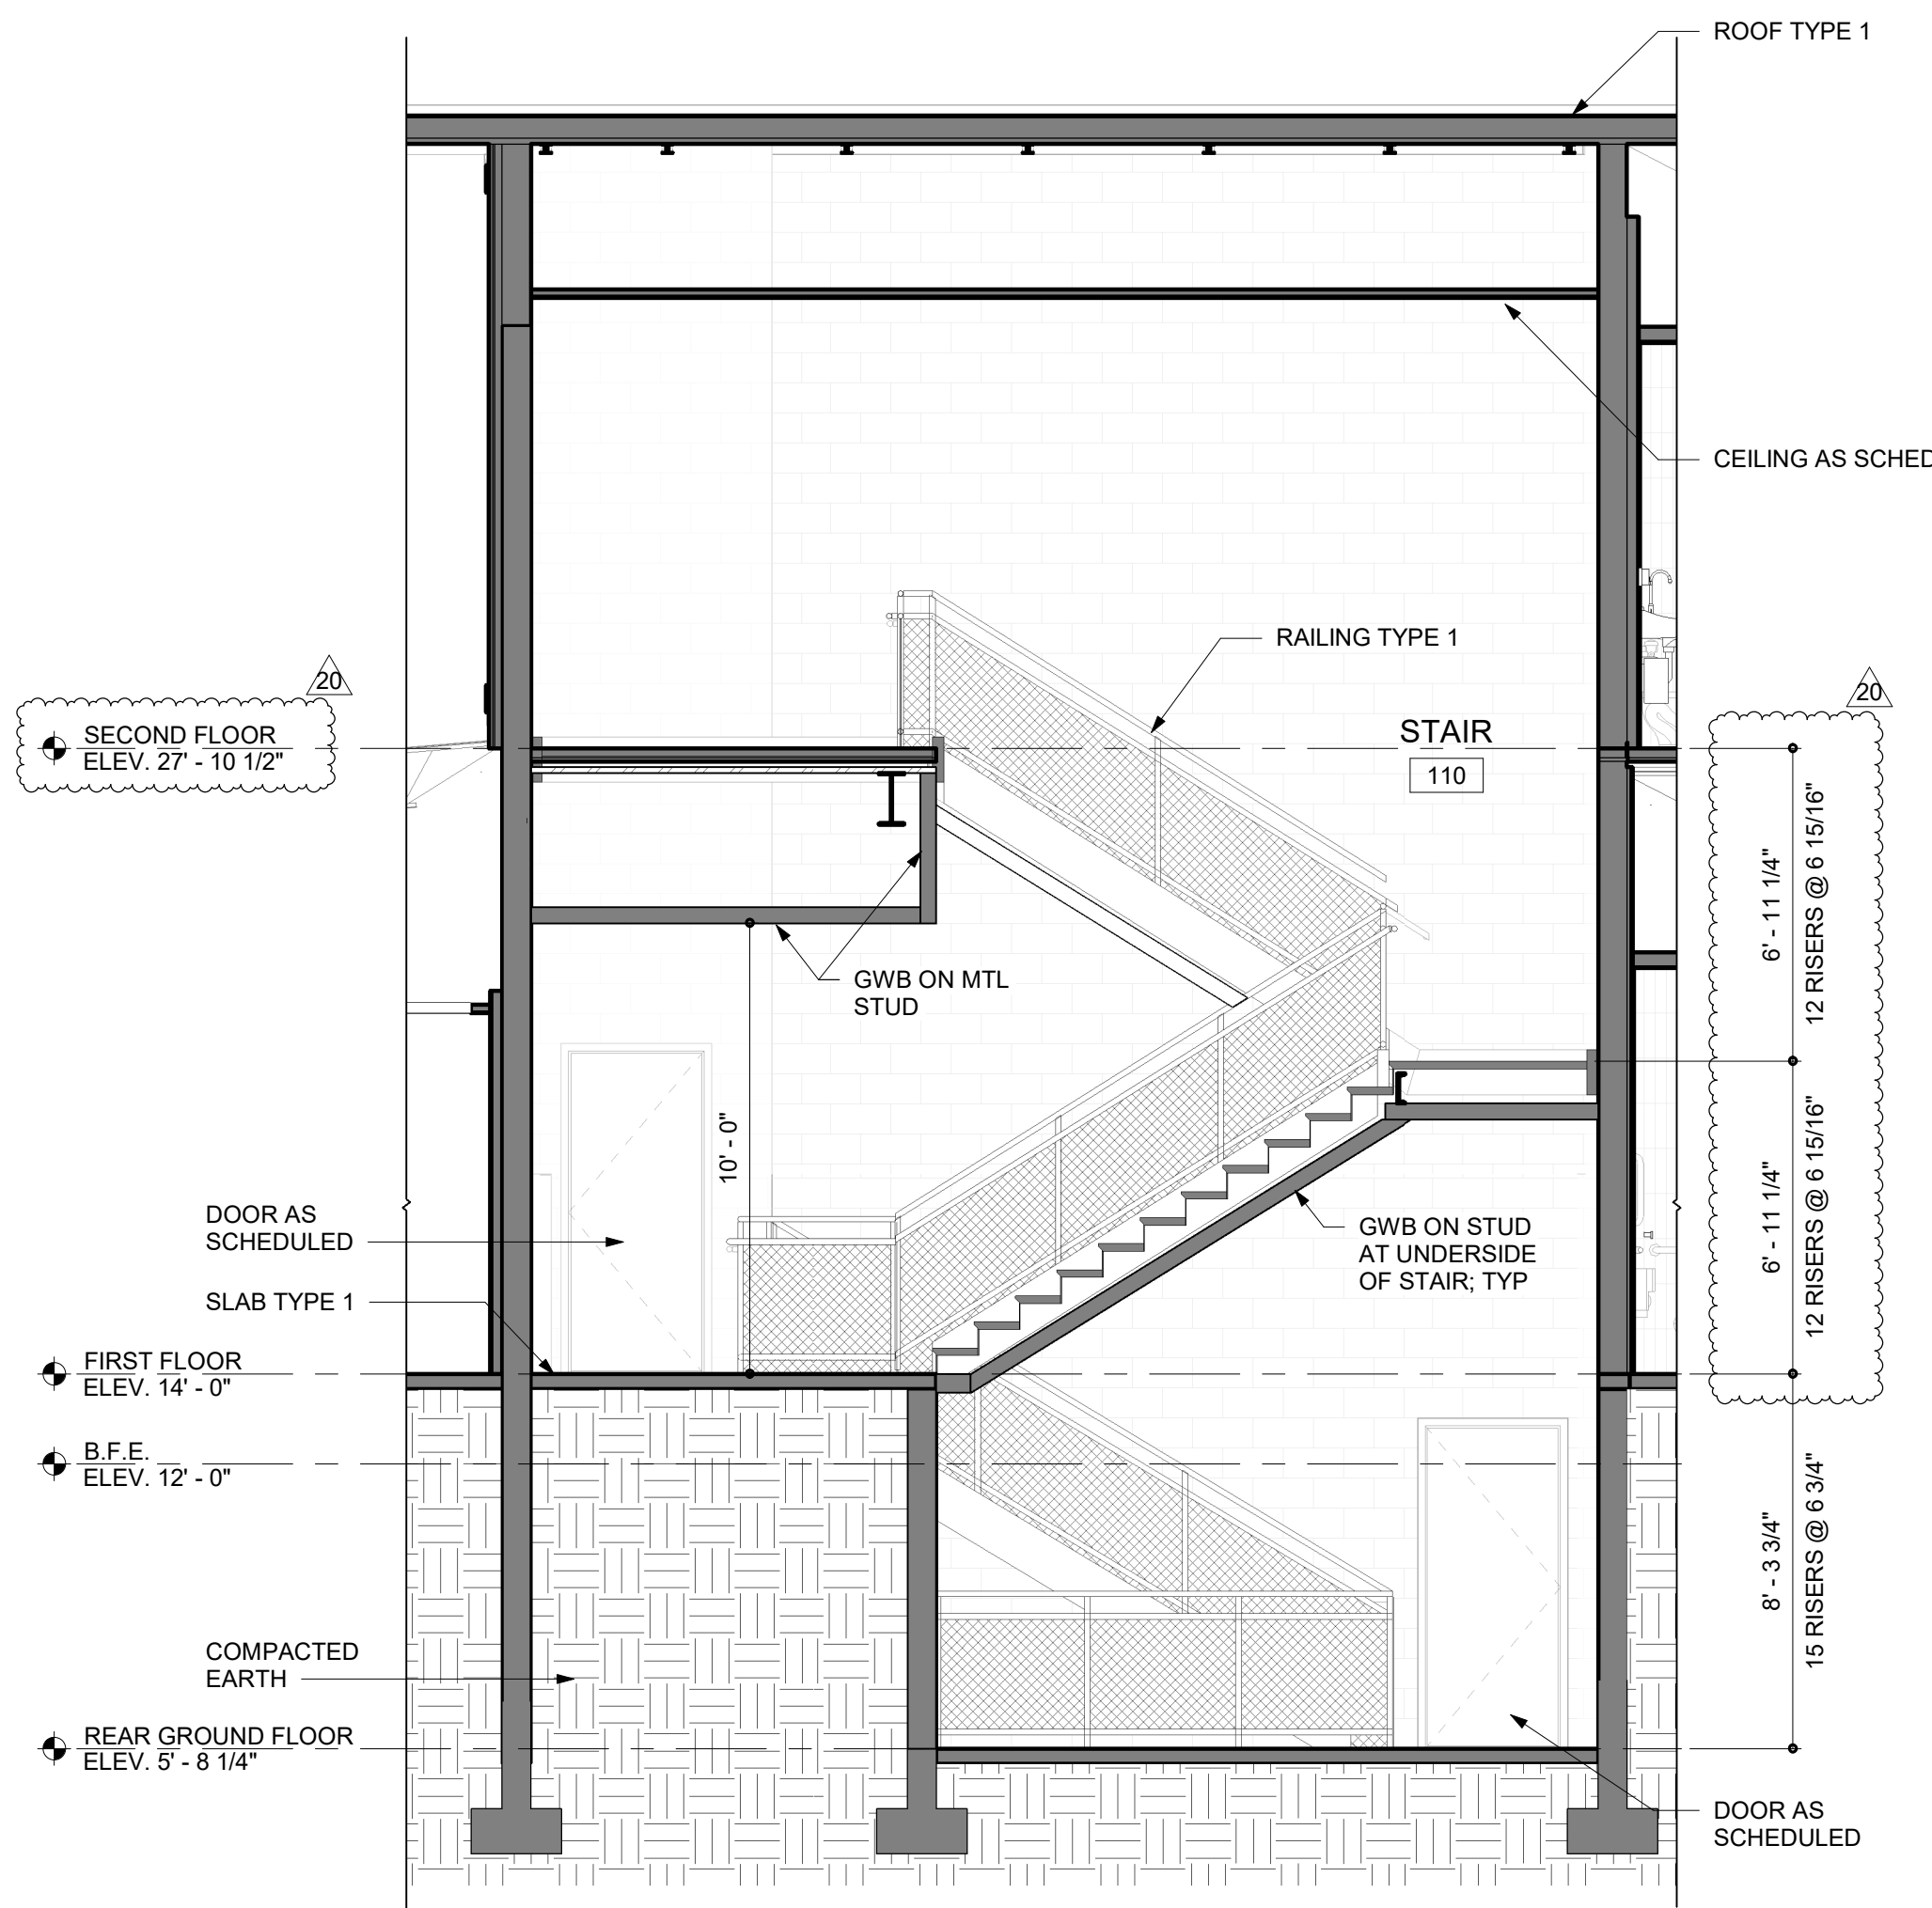 ROOF TYPE 1
CEILING AS SCHED
RAILING TYPE 1
STAIR
110
20
SECOND FLOOR
ELEV. 27' - 10 1/2"
20
6' - 11 1/4"
12 RISERS @ 6 15/16"
GWB ON MTL
STUD
10' - 0"
6' - 11 1/4"
12 RISERS @ 6 15/16"
DOOR AS
SCHEDULED
GWB ON STUD
AT UNDERSIDE
OF STAIR; TYP
SLAB TYPE 1
FIRST FLOOR
ELEV. 14' - 0"
B.F.E.
ELEV. 12' - 0"
8' - 3 3/4"
15 RISERS @ 6 3/4"
COMPACTED
EARTH
REAR GROUND FLOOR
ELEV. 5' - 8 1/4"
DOOR AS
SCHEDULED